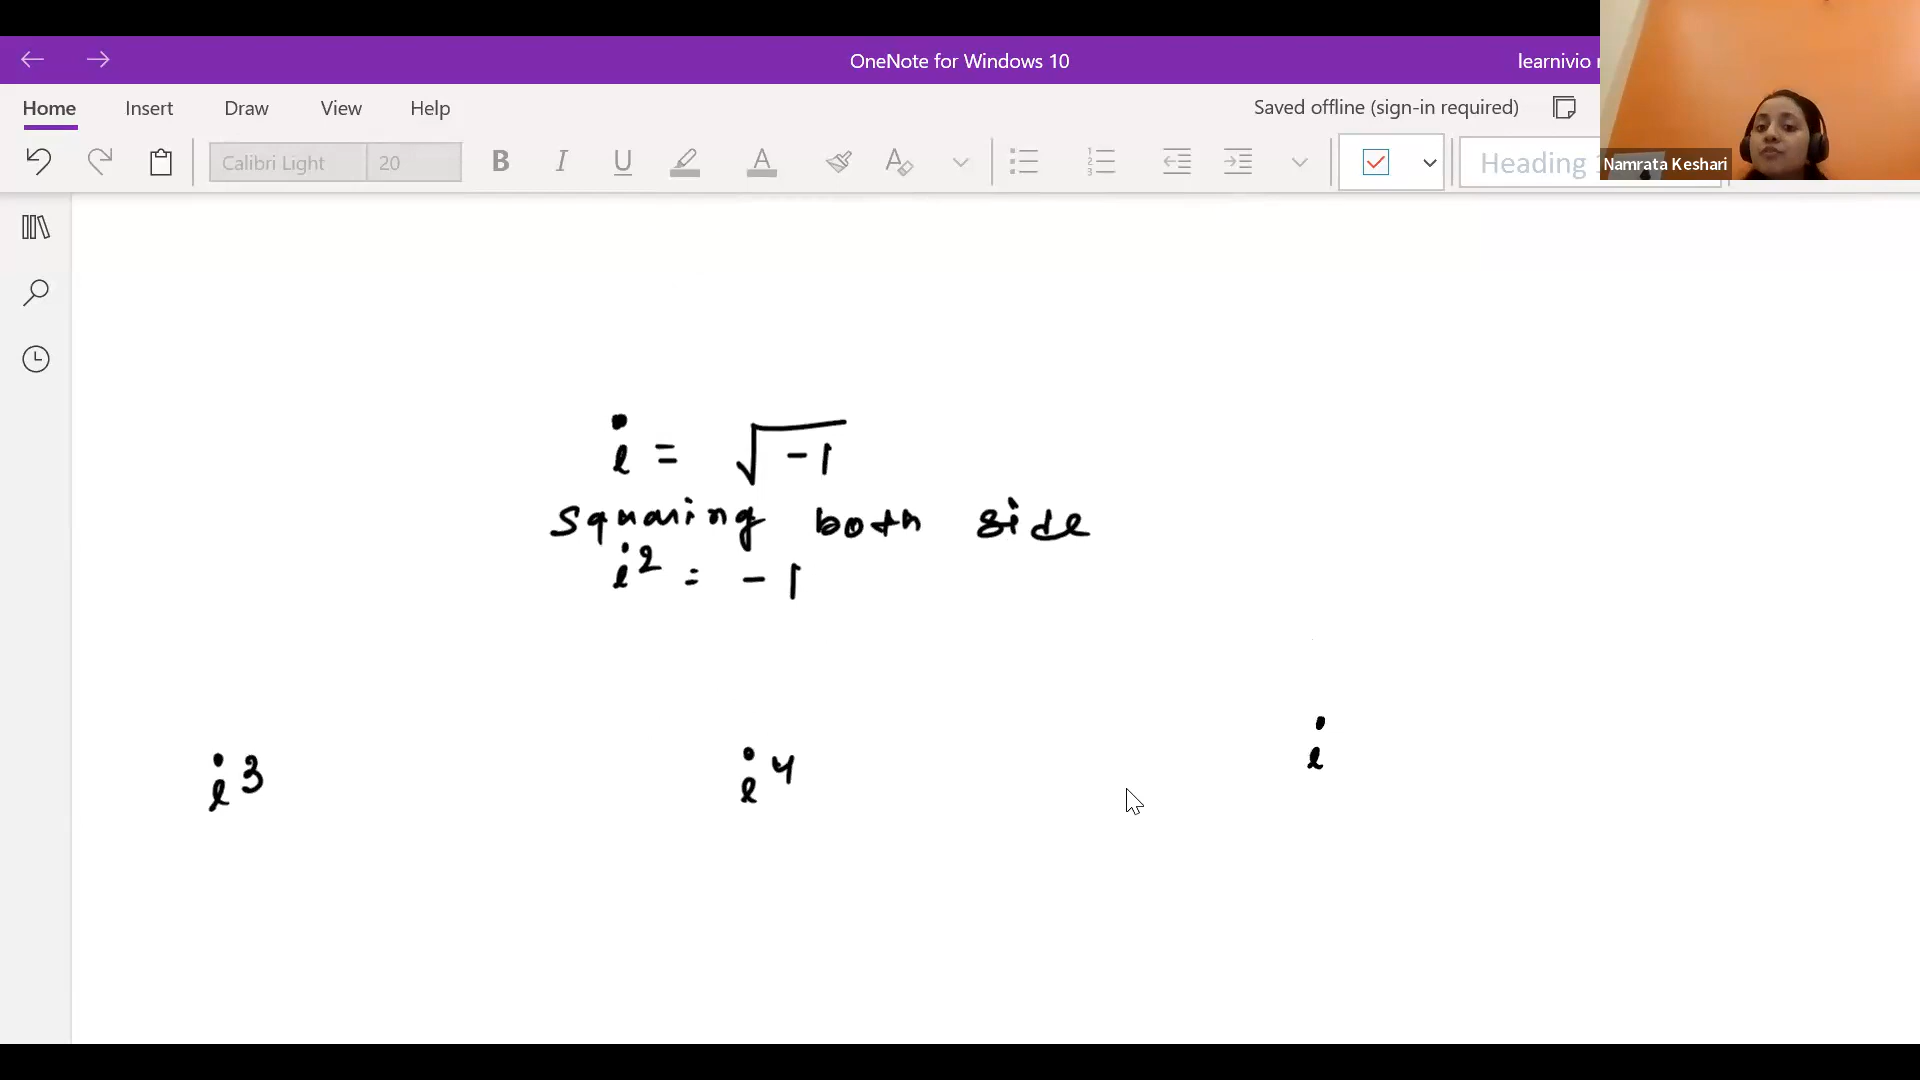 OneNote for Windows 10
learnivio
Home Insert Draw View Help
Saved offline (sign-in required)
Calibri Light 20
B I U A A
Heading
Namrata Keshari
i = √-1
Squaring both side
i² = -1
i³ i⁴ i